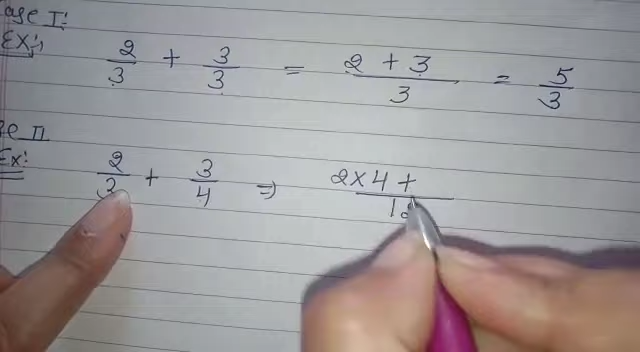 ase I:
Ex:
2/3 + 3/3 = 2 + 3/3 = 5/3
se II
Ex:
2/3 + 3/4 ⇒ 2×4 +/12